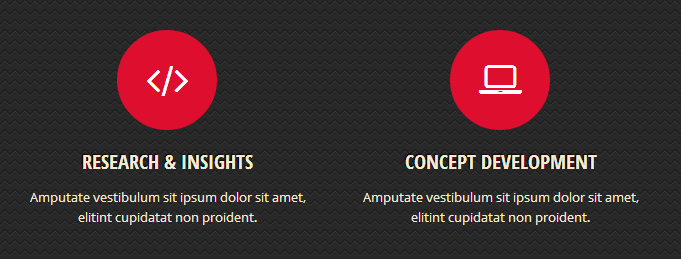 RESEARCH & INSIGHTS
Amputate vestibulum sit ipsum dolor sit amet,
elitint cupidatat non proident.
CONCEPT DEVELOPMENT
Amputate vestibulum sit ipsum dolor sit amet,
elitint cupidatat non proident.